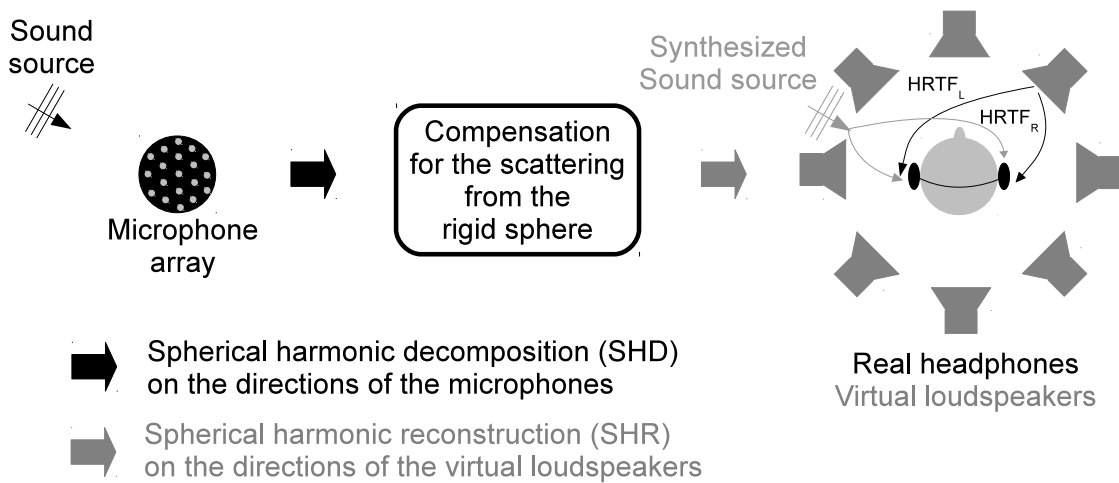 Sound
source
Microphone
array
Compensation
for the scattering
from the
rigid sphere
Synthesized
Sound source
HRTF_L
HRTF_R
Real headphones
Virtual loudspeakers
Spherical harmonic decomposition (SHD)
on the directions of the microphones
Spherical harmonic reconstruction (SHR)
on the directions of the virtual loudspeakers